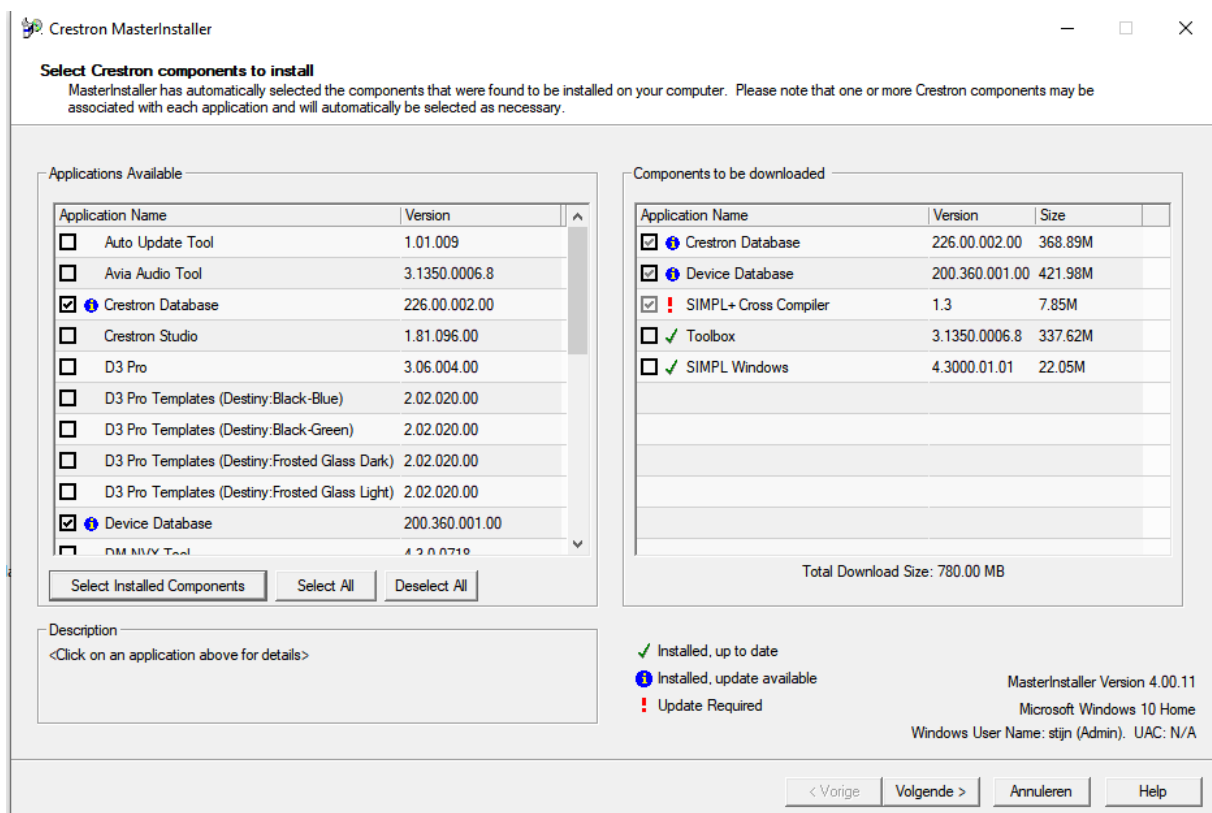 Crestron MasterInstaller
Select Crestron components to install
MasterInstaller has automatically selected the components that were found to be installed on your computer. Please note that one or more Crestron components may be
associated with each application and will automatically be selected as necessary.
Applications Available
Application Name Version
Auto Update Tool 1.01.009
Avia Audio Tool 3.1350.0006.8
Crestron Database 226.00.002.00
Crestron Studio 1.81.096.00
D3 Pro 3.06.004.00
D3 Pro Templates (Destiny:Black-Blue) 2.02.020.00
D3 Pro Templates (Destiny:Black-Green) 2.02.020.00
D3 Pro Templates (Destiny:Frosted Glass Dark) 2.02.020.00
D3 Pro Templates (Destiny:Frosted Glass Light) 2.02.020.00
Device Database 200.360.001.00
DM NVX Tool 4.3.0.0718
Select Installed Components Select All Deselect All
Components to be downloaded
Application Name Version Size
Crestron Database 226.00.002.00 368.89M
Device Database 200.360.001.00 421.98M
! SIMPL+ Cross Compiler 1.3 7.85M
Toolbox 3.1350.0006.8 337.62M
SIMPL Windows 4.3000.01.01 22.05M
Total Download Size: 780.00 MB
Description
<Click on an application above for details>
Installed, up to date
Installed, update available
! Update Required
MasterInstaller Version 4.00.11
Microsoft Windows 10 Home
Windows User Name: stijn (Admin). UAC: N/A
< Vorige Volgende > Annuleren Help